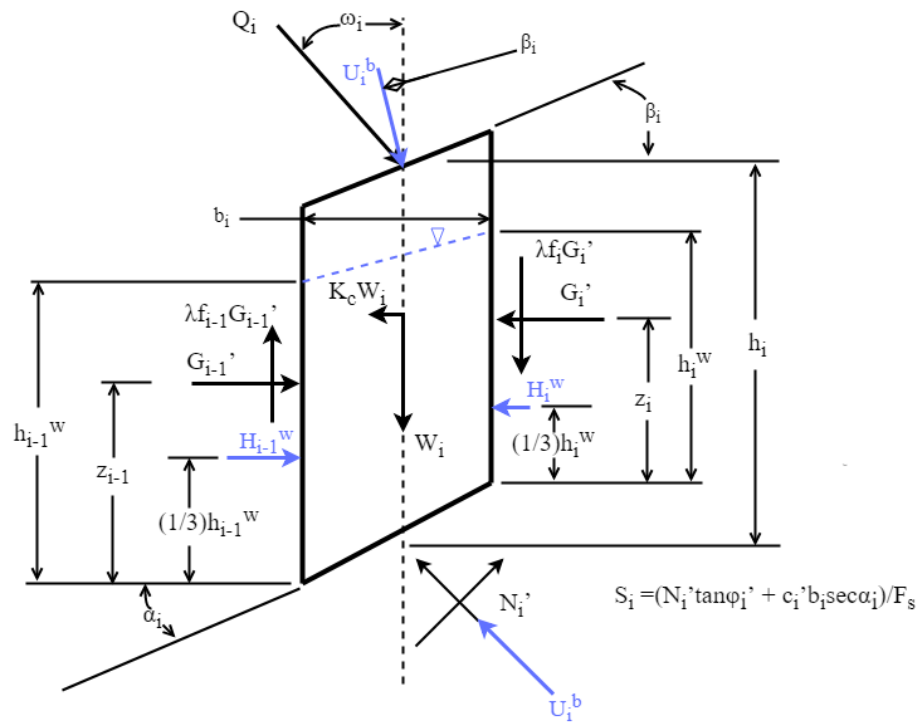 Qᵢ
ωᵢ
βᵢ
Uᵢᵇ
βᵢ
bᵢ
∇
λfᵢGᵢ’
K_cWᵢ
Gᵢ’
λfᵢ₋₁Gᵢ₋₁’
hᵢ
Gᵢ₋₁’
hᵢᵂ
Hᵢᵂ
zᵢ
hᵢ₋₁ᵂ
Hᵢ₋₁ᵂ
Wᵢ
(1/3)hᵢᵂ
zᵢ₋₁
(1/3)hᵢ₋₁ᵂ
αᵢ
Nᵢ’
Sᵢ =(Nᵢ’tanφᵢ’ + cᵢ’bᵢsecαᵢ)/Fₛ
Uᵢᵇ